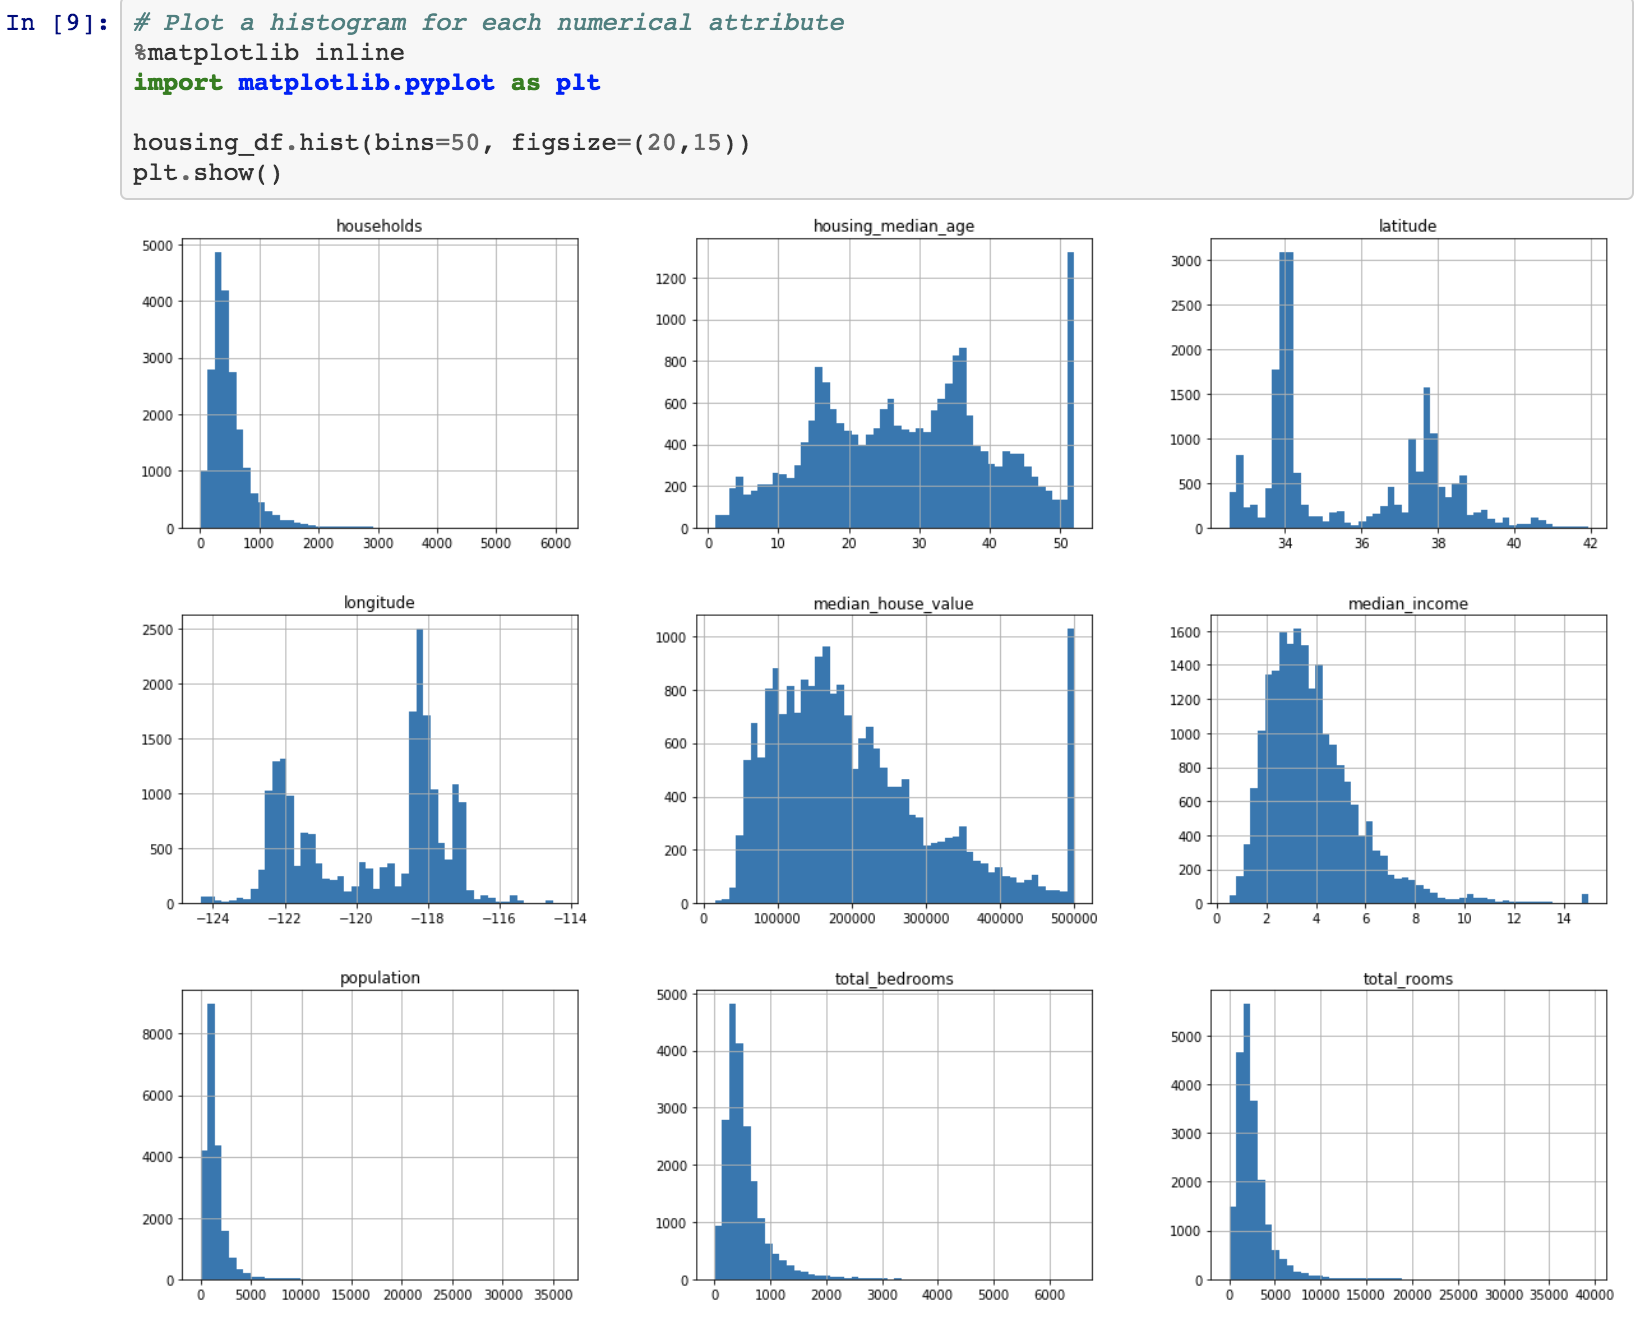 In [9]: # Plot a histogram for each numerical attribute
%matplotlib inline
import matplotlib.pyplot as plt
housing_df.hist(bins=50, figsize=(20,15))
plt.show()
households
5000
4000
3000
2000
1000
0
0 1000 2000 3000 4000 5000 6000
housing_median_age
1200
1000
800
600
400
200
0
0 10 20 30 40 50
latitude
3000
2500
2000
1500
1000
500
0
34 36 38 40 42
longitude
2500
2000
1500
1000
500
0
−124 −122 −120 −118 −116 −114
median_house_value
1000
800
600
400
200
0
0 100000 200000 300000 400000 500000
median_income
1600
1400
1200
1000
800
600
400
200
0
0 2 4 6 8 10 12 14
population
8000
6000
4000
2000
0
0 5000 10000 15000 20000 25000 30000 35000
total_bedrooms
5000
4000
3000
2000
1000
0
0 1000 2000 3000 4000 5000 6000
total_rooms
5000
4000
3000
2000
1000
0
0 5000 10000 15000 20000 25000 30000 35000 40000